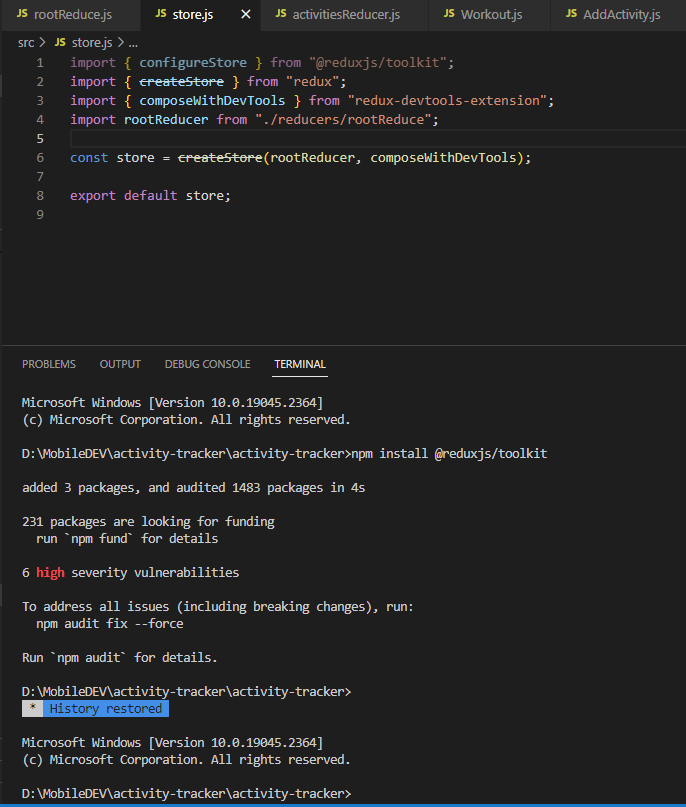 JS rootReduce.js JS store.js × JS activitiesReducer.js JS Workout.js JS AddActivity.js
src > JS store.js > ...
1 import { configureStore } from "@reduxjs/toolkit";
2 import { createStore } from "redux";
3 import { composeWithDevTools } from "redux-devtools-extension";
4 import rootReducer from "./reducers/rootReduce";
5
6 const store = createStore(rootReducer, composeWithDevTools);
7
8 export default store;
9
PROBLEMS OUTPUT DEBUG CONSOLE TERMINAL
Microsoft Windows [Version 10.0.19045.2364]
(c) Microsoft Corporation. All rights reserved.
D:\MobileDEV\activity-tracker\activity-tracker>npm install @reduxjs/toolkit
added 3 packages, and audited 1483 packages in 4s
231 packages are looking for funding
run `npm fund` for details
6 high severity vulnerabilities
To address all issues (including breaking changes), run:
npm audit fix --force
Run `npm audit` for details.
D:\MobileDEV\activity-tracker\activity-tracker>
* History restored
Microsoft Windows [Version 10.0.19045.2364]
(c) Microsoft Corporation. All rights reserved.
D:\MobileDEV\activity-tracker\activity-tracker>